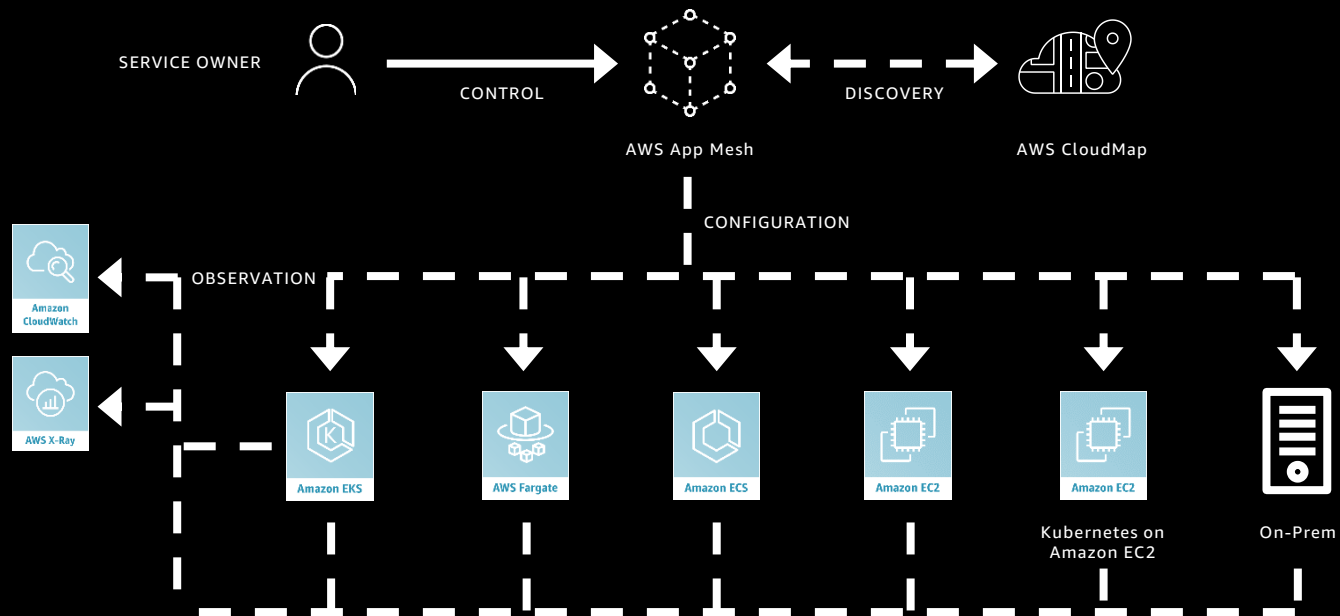 SERVICE OWNER
CONTROL
DISCOVERY
AWS App Mesh
AWS CloudMap
CONFIGURATION
OBSERVATION
Amazon
CloudWatch
AWS X-Ray
K
Amazon EKS
AWS Fargate
Amazon ECS
Amazon EC2
Amazon EC2
Kubernetes on
Amazon EC2
On-Prem